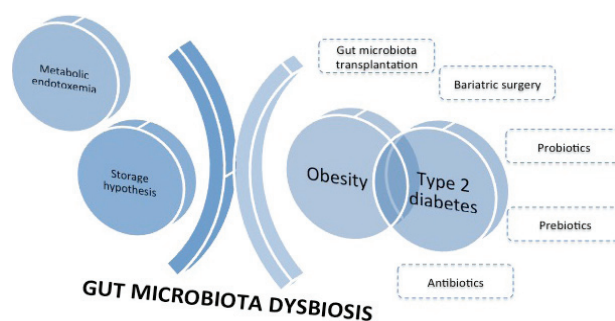 Metabolic
endotoxemia
Storage
hypothesis
GUT MICROBIOTA DYSBIOSIS
Gut microbiota
transplantation
Bariatric surgery
Probiotics
Obesity
Type 2
diabetes
Prebiotics
Antibiotics